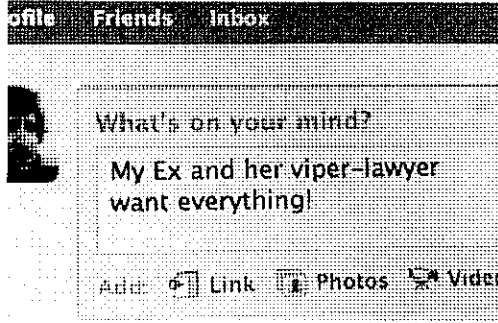 ofile Friends Inbox
What's on your mind?
My Ex and her viper-lawyer
want everything!
Add: Link Photos Video